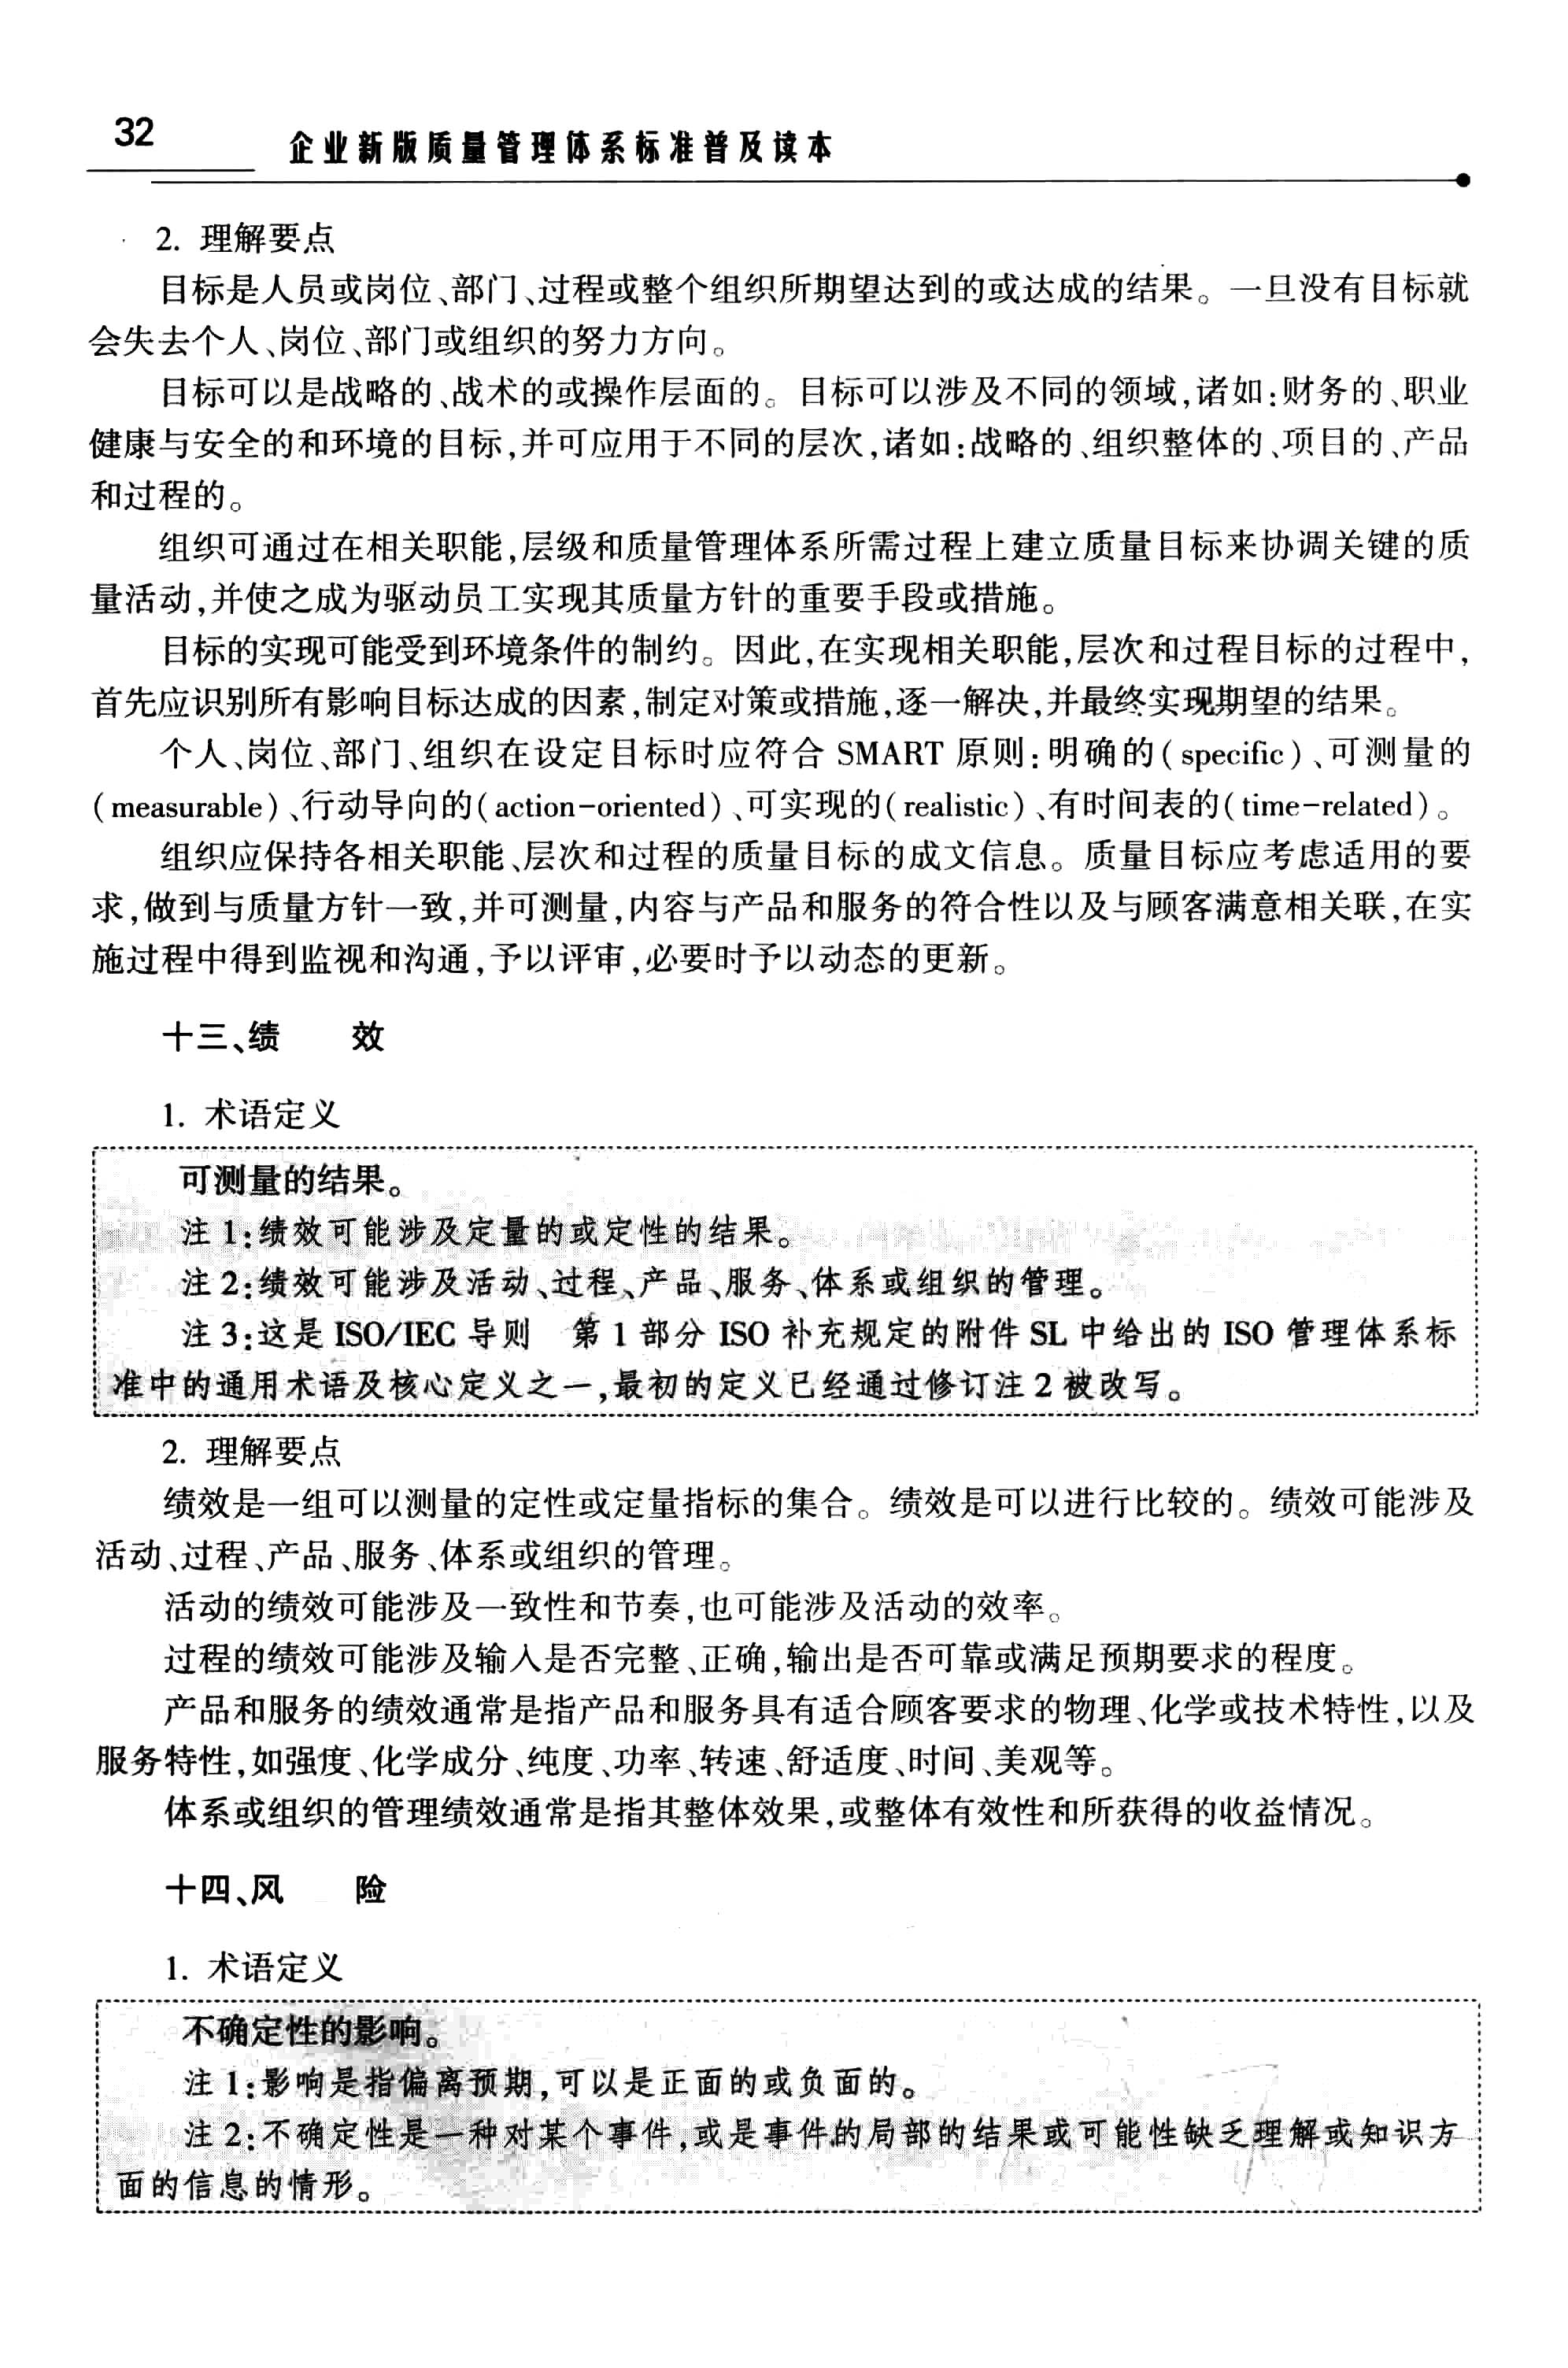 32
企业新版质量管理体系标准普及读本
2. 理解要点
目标是人员或岗位、部门、过程或整个组织所期望达到的或达成的结果。一旦没有目标就
会失去个人、岗位、部门或组织的努力方向。
目标可以是战略的、战术的或操作层面的。目标可以涉及不同的领域,诸如:财务的、职业
健康与安全的和环境的目标,并可应用于不同的层次,诸如:战略的、组织整体的、项目的、产品
和过程的。
组织可通过在相关职能,层级和质量管理体系所需过程上建立质量目标来协调关键的质
量活动,并使之成为驱动员工实现其质量方针的重要手段或措施。
目标的实现可能受到环境条件的制约。因此,在实现相关职能,层次和过程目标的过程中,
首先应识别所有影响目标达成的因素,制定对策或措施,逐一解决,并最终实现期望的结果。
个人、岗位、部门、组织在设定目标时应符合 SMART 原则:明确的(specific)、可测量的
(measurable)、行动导向的(action-oriented)、可实现的(realistic)、有时间表的(time-related)。
组织应保持各相关职能、层次和过程的质量目标的成文信息。质量目标应考虑适用的要
求,做到与质量方针一致,并可测量,内容与产品和服务的符合性以及与顾客满意相关联,在实
施过程中得到监视和沟通,予以评审,必要时予以动态的更新。
十三、绩　　效
1. 术语定义
可测量的结果。
注 1:绩效可能涉及定量的或定性的结果。
注 2:绩效可能涉及活动、过程、产品、服务、体系或组织的管理。
注 3:这是 ISO/IEC 导则　第 1 部分 ISO 补充规定的附件 SL 中给出的 ISO 管理体系标
准中的通用术语及核心定义之一,最初的定义已经通过修订注 2 被改写。
2. 理解要点
绩效是一组可以测量的定性或定量指标的集合。绩效是可以进行比较的。绩效可能涉及
活动、过程、产品、服务、体系或组织的管理。
活动的绩效可能涉及一致性和节奏,也可能涉及活动的效率。
过程的绩效可能涉及输入是否完整、正确,输出是否可靠或满足预期要求的程度。
产品和服务的绩效通常是指产品和服务具有适合顾客要求的物理、化学或技术特性,以及
服务特性,如强度、化学成分、纯度、功率、转速、舒适度、时间、美观等。
体系或组织的管理绩效通常是指其整体效果,或整体有效性和所获得的收益情况。
十四、风　　险
1. 术语定义
不确定性的影响。
注 1:影响是指偏离预期,可以是正面的或负面的。
注 2:不确定性是一种对某个事件,或是事件的局部的结果或可能性缺乏理解或知识方
面的信息的情形。